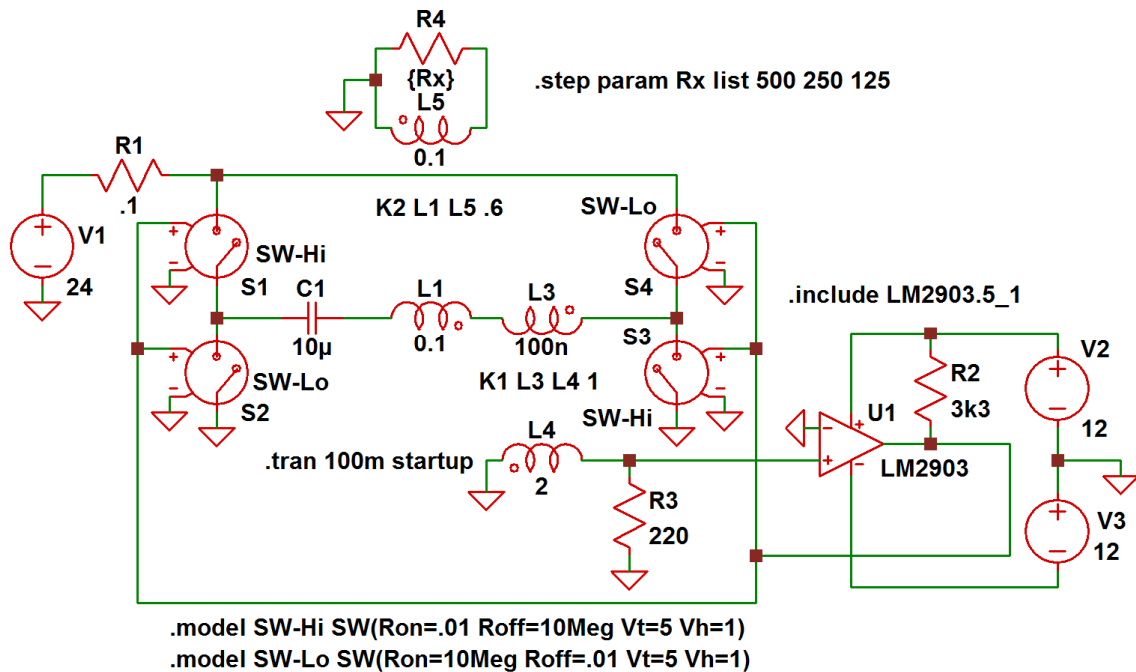 R4
{Rx}
L5
0.1
.step param Rx list 500 250 125
R1
.1
V1
24
K2 L1 L5 .6
SW-Hi
S1
SW-Lo
S4
C1
10µ
L1
0.1
L3
100n
S3
SW-Lo
S2
K1 L3 L4 1
SW-Hi
.include LM2903.5_1
R2
3k3
V2
12
U1
LM2903
V3
12
.tran 100m startup
L4
2
R3
220
.model SW-Hi SW(Ron=.01 Roff=10Meg Vt=5 Vh=1)
.model SW-Lo SW(Ron=10Meg Roff=.01 Vt=5 Vh=1)